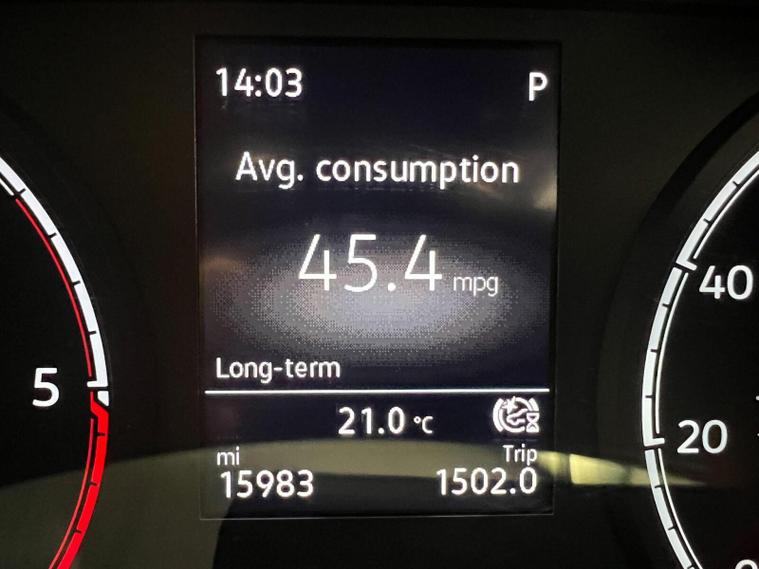 14:03 P
Avg. consumption
45.4 mpg
Long-term
5
40
21.0 °C
20
mi Trip
15983 1502.0